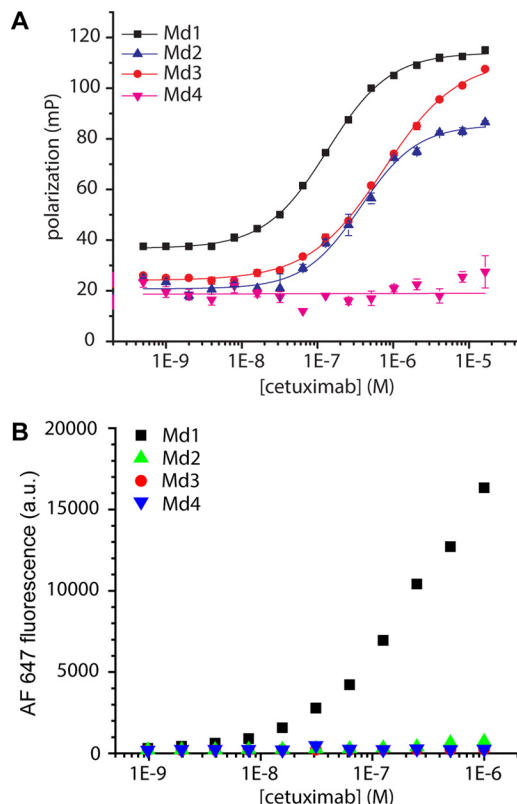 A
Md1
Md2
Md3
Md4
120
100
80
60
40
20
0
polarization (mP)
1E-9 1E-8 1E-7 1E-6 1E-5
[cetuximab] (M)
B
Md1
Md2
Md3
Md4
20000
15000
10000
5000
0
AF 647 fluorescence (a.u.)
1E-9 1E-8 1E-7 1E-6
[cetuximab] (M)